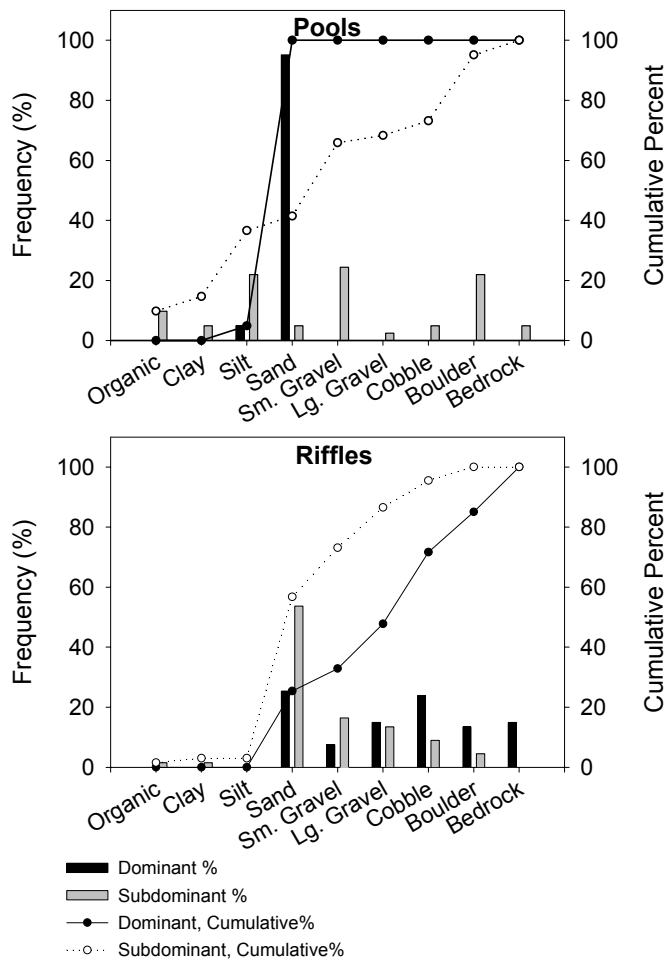 Pools
100
80
60
40
20
0
Frequency (%)
100
80
60
40
20
0
Cumulative Percent
Organic
Clay
Silt
Sand
Sm. Gravel
Lg. Gravel
Cobble
Boulder
Bedrock
Riffles
100
80
60
40
20
0
Frequency (%)
100
80
60
40
20
0
Cumulative Percent
Organic
Clay
Silt
Sand
Sm. Gravel
Lg. Gravel
Cobble
Boulder
Bedrock
Dominant %
Subdominant %
Dominant, Cumulative%
Subdominant, Cumulative%